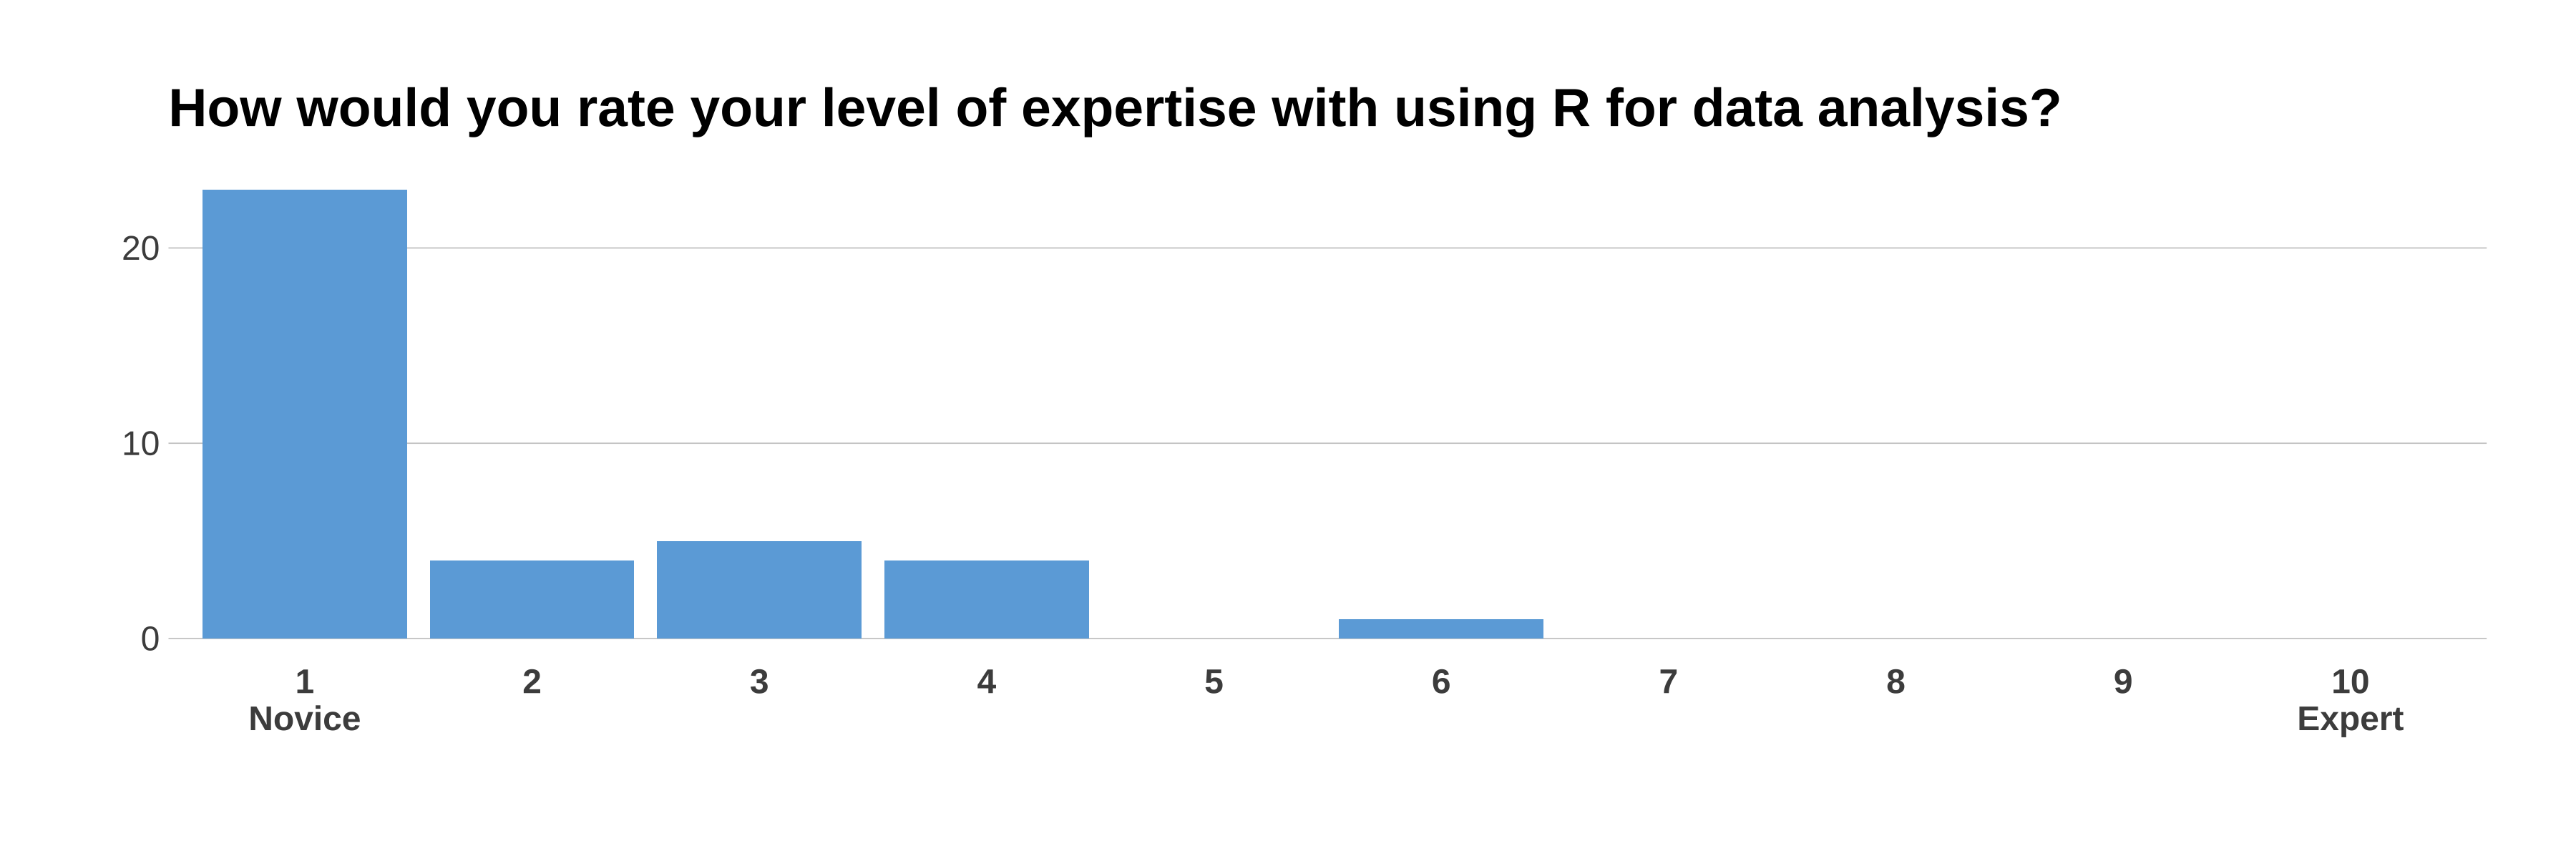 How would you rate your level of expertise with using R for data analysis?
20
10
0
1 2 3 4 5 6 7 8 9 10
Novice Expert